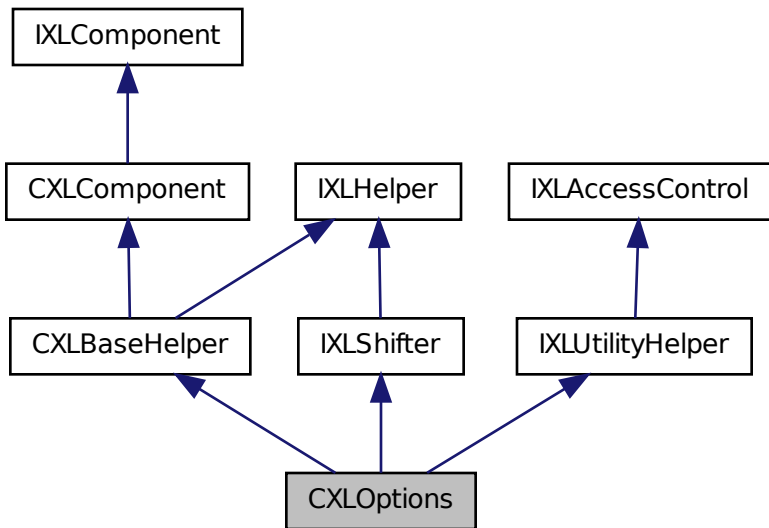 IXLComponent
CXLComponent
IXLHelper
IXLAccessControl
CXLBaseHelper
IXLShifter
IXLUtilityHelper
CXLOptions